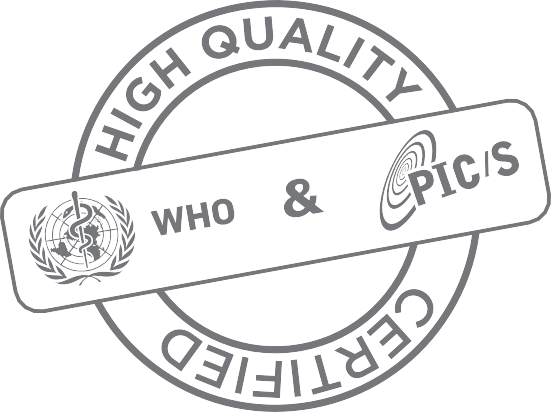 HIGH QUALITY
WHO & PIC/S
CERTIFIED